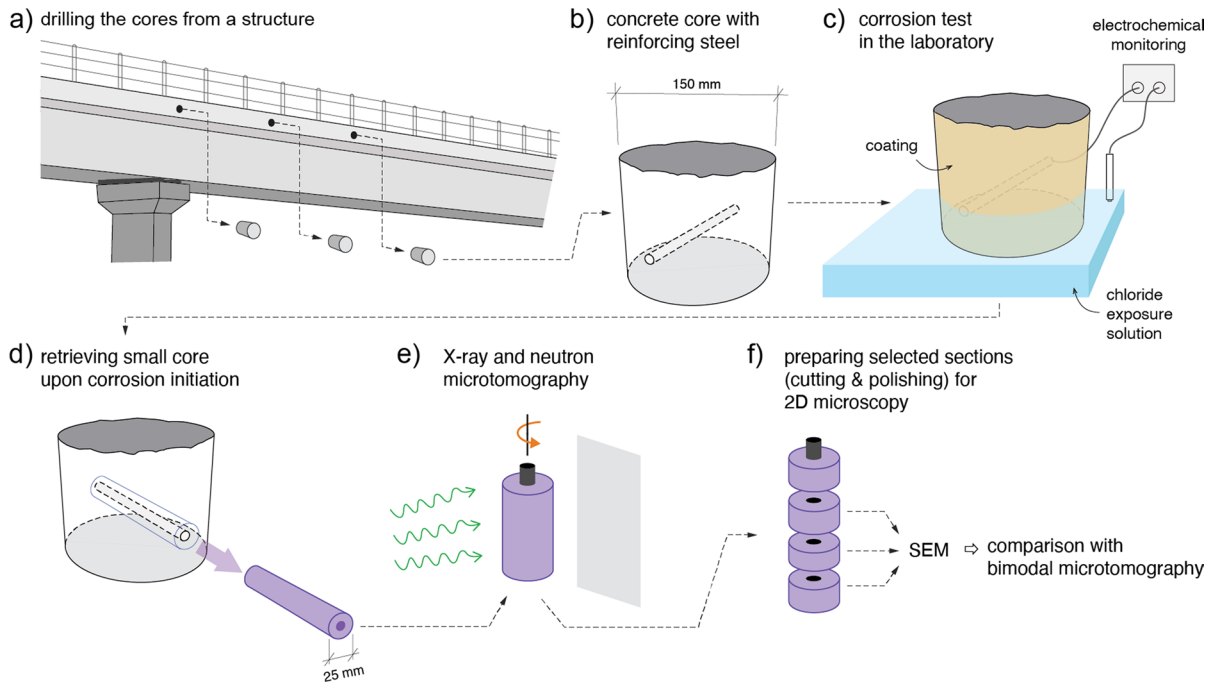 a) drilling the cores from a structure
b) concrete core with
reinforcing steel
150 mm
c) corrosion test
in the laboratory
electrochemical
monitoring
coating
chloride
exposure
solution
d) retrieving small core
upon corrosion initiation
25 mm
e) X-ray and neutron
microtomography
f) preparing selected sections
(cutting & polishing) for
2D microscopy
SEM ⇨ comparison with
bimodal microtomography